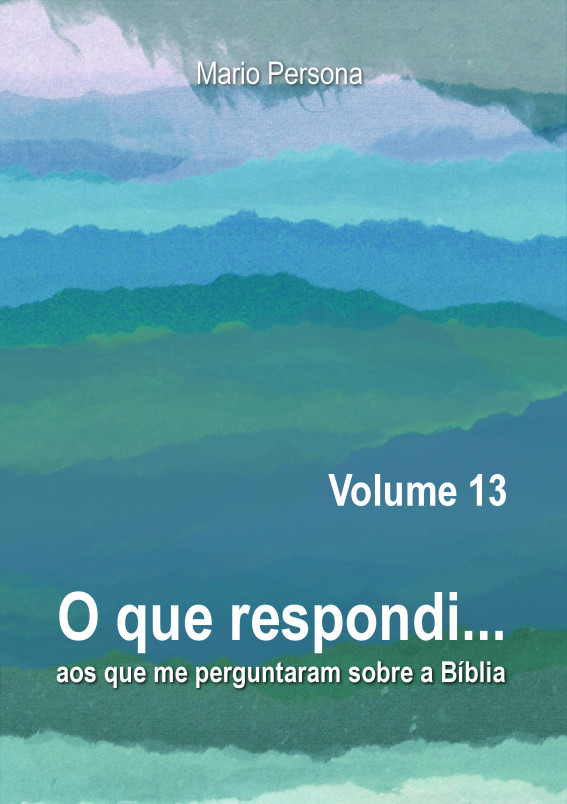 Mario Persona
Volume 13
O que respondi...
aos que me perguntaram sobre a Bíblia